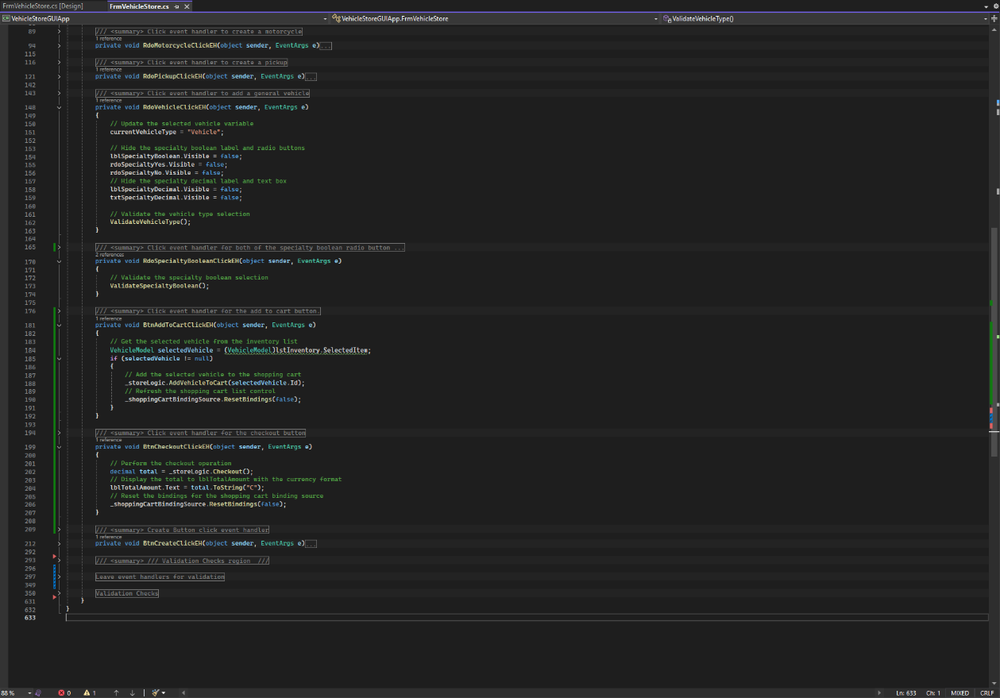 FrmVehicleStore.cs [Design]
FrmVehicleStore.cs
VehicleStoreGUIApp
VehicleStoreGUIApp.FrmVehicleStore
ValidateVehicleType()
89 /// <summary> Click event handler to create a motorcycle
1 reference
94 private void RdoMotorcycleClickEH(object sender, EventArgs e)...
115
116 /// <summary> Click event handler to create a pickup
1 reference
121 private void RdoPickupClickEH(object sender, EventArgs e)...
142
143 /// <summary> Click event handler to add a general vehicle
1 reference
148 private void RdoVehicleClickEH(object sender, EventArgs e)
149 {
150 // Update the selected vehicle variable
151 currentVehicleType = "Vehicle";
152
153 // Hide the specialty boolean label and radio buttons
154 lblSpecialtyBoolean.Visible = false;
155 rdoSpecialtyYes.Visible = false;
156 rdoSpecialtyNo.Visible = false;
157 // Hide the specialty decimal label and text box
158 lblSpecialtyDecimal.Visible = false;
159 txtSpecialtyDecimal.Visible = false;
160
161 // Validate the vehicle type selection
162 ValidateVehicleType();
163 }
164
165 /// <summary> Click event handler for both of the specialty boolean radio button ...
2 references
170 private void RdoSpecialtyBooleanClickEH(object sender, EventArgs e)
171 {
172 // Validate the specialty boolean selection
173 ValidateSpecialtyBoolean();
174 }
175
176 /// <summary> Click event handler for the add to cart button.
1 reference
181 private void BtnAddToCartClickEH(object sender, EventArgs e)
182 {
183 // Get the selected vehicle from the inventory list
184 VehicleModel selectedVehicle = (VehicleModel)lstInventory.SelectedItem;
185 if (selectedVehicle != null)
186 {
187 // Add the selected vehicle to the shopping cart
188 _storeLogic.AddVehicleToCart(selectedVehicle.Id);
189 // Refresh the shopping cart list control
190 _shoppingCartBindingSource.ResetBindings(false);
191 }
192 }
193
194 /// <summary> Click event handler for the checkout button
1 reference
199 private void BtnCheckoutClickEH(object sender, EventArgs e)
200 {
201 // Perform the checkout operation
202 decimal total = _storeLogic.Checkout();
203 // Display the total to lblTotalAmount with the currency format
204 lblTotalAmount.Text = total.ToString("C");
205 // Reset the bindings for the shopping cart binding source
206 _shoppingCartBindingSource.ResetBindings(false);
207 }
208
209 /// <summary> Create Button click event handler
1 reference
212 private void BtnCreateClickEH(object sender, EventArgs e)...
292
293 /// <summary> /// Validation Checks region ///
296
297 Leave event handlers for validation
349
350 Validation Checks
631 }
632 }
633
88 % 0 1 Ln: 633 Ch: 1 MIXED CRLF